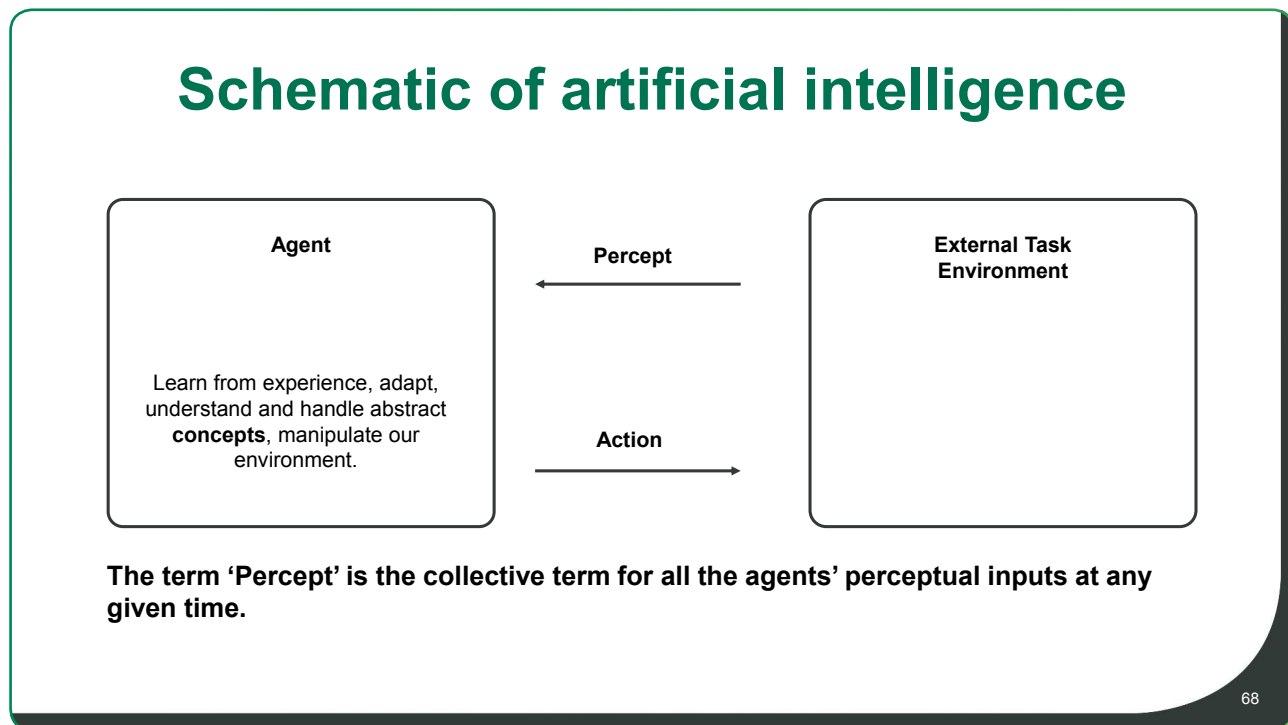 Schematic of artificial intelligence
Agent
Learn from experience, adapt,
understand and handle abstract
concepts, manipulate our
environment.
Percept
Action
External Task
Environment
The term ‘Percept’ is the collective term for all the agents’ perceptual inputs at any
given time.
68